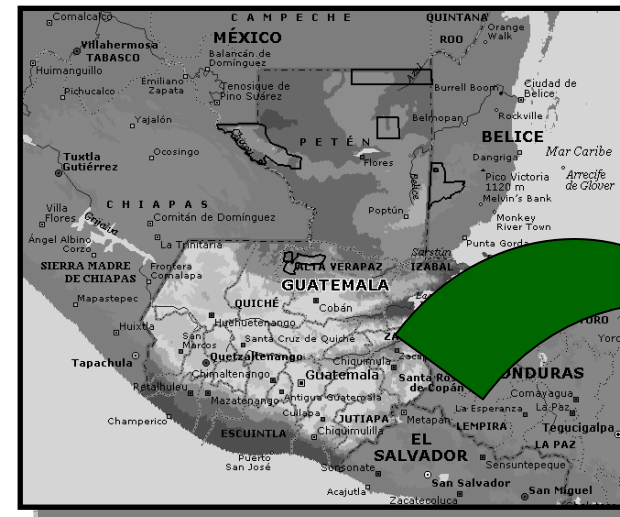 CAMPECHE
QUINTANA
ROO
Comalcalco
Villahermosa
TABASCO
MÉXICO
Orange
Walk
Balancán de
Domínguez
Huimanguillo
Emiliano
Zapata
Tenosique de
Pino Suárez
Azul
Pichucalco
Burrell Boom
Ciudad de
Belice
Yajalón
Belmopan
Rockville
PETÉN
BELICE
Ocosingo
Flores
Dangriga
Mar Caribe
Tuxtla
Gutiérrez
Belice
Pico Victoria
1120 m
Arrecife
de Glover
Melvin's Bank
Villa
Flores
CHIAPAS
Grijalva
Comitán de Domínguez
Poptún
Monkey
River Town
Ángel Albino
Corzo
La Trinitaria
Sarstún
Punta Gorda
SIERRA MADRE
DE CHIAPAS
Frontera
Comalapa
ALTA VERAPAZ
IZABAL
GUATEMALA
Mapastepec
QUICHÉ
Cobán
Huixtla
Huehuetenango
San
Marcos
Santa Cruz de Quiché
Tapachula
Quetzaltenango
Chiquimula
Chimaltenango
Guatemala
Santa Rosa
de Copán
Retalhuleu
Mazatenango
Antigua Guatemala
Comayagua
Champerico
Cuilapa
JUTIAPA
Metapán
La Esperanza
La Paz
ESCUINTLA
Chiquimulilla
LEMPIRA
Tegucigalpa
EL
SALVADOR
LA PAZ
Puerto
San José
Sonsonate
Sensuntepeque
Acajutla
San Salvador
Zacatecoluca
San Miguel